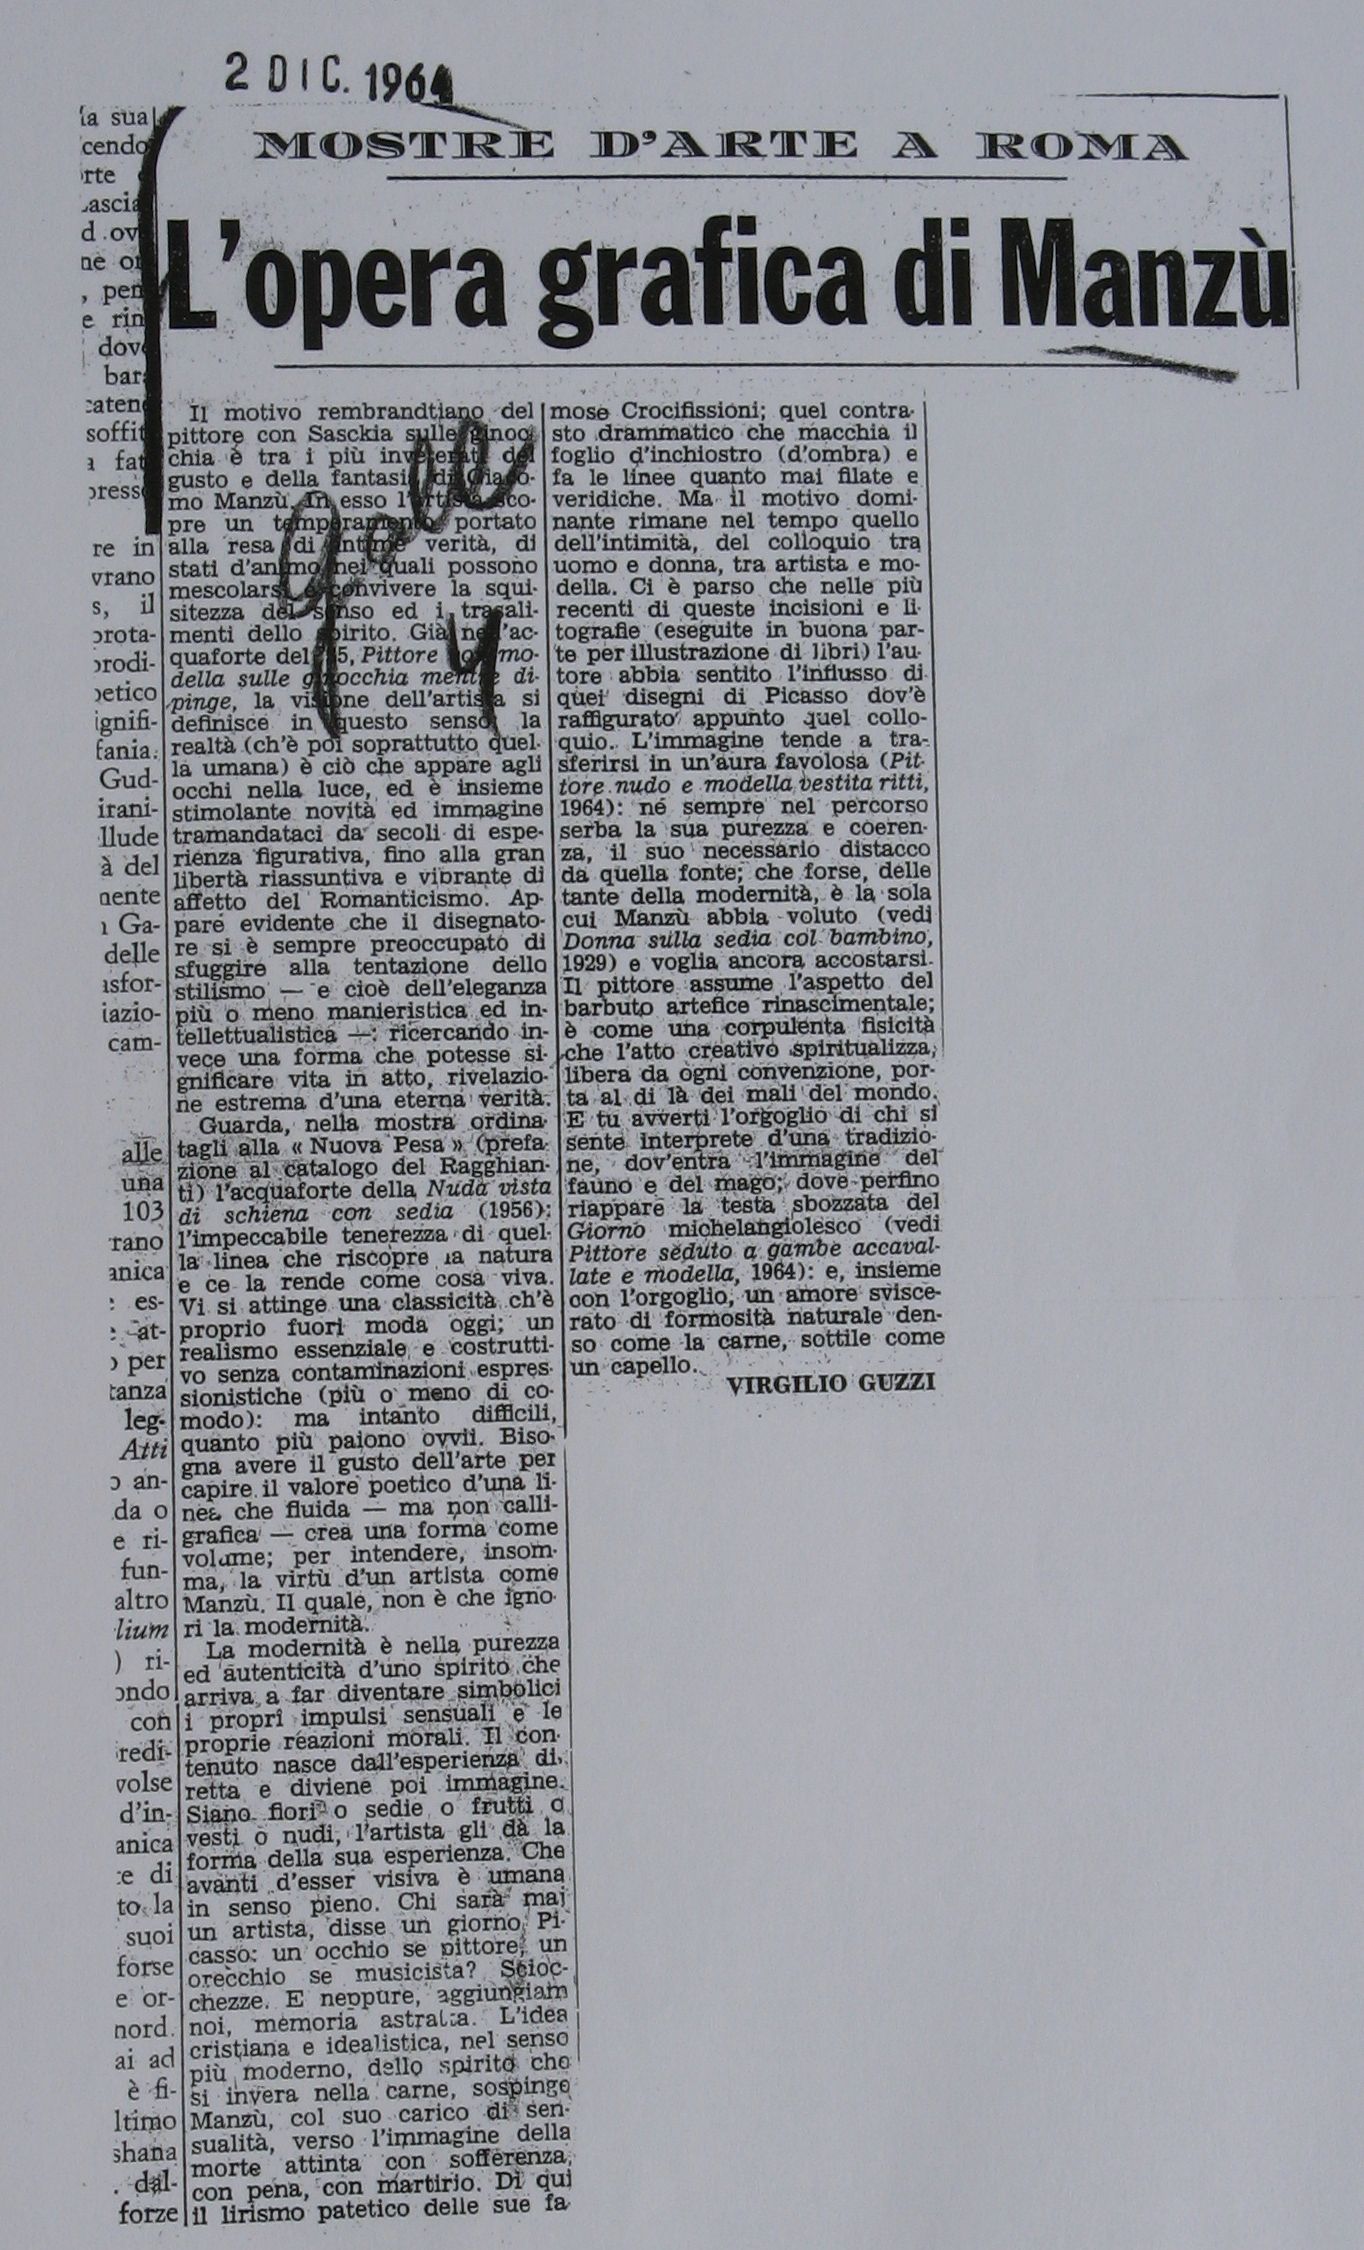 2 DIC. 1964
MOSTRE D'ARTE A ROMA
L'opera grafica di Manzù
Il motivo rembrandtiano del
pittore con Sasckia sulle ginoc
chia è tra i più inveterati del
gusto e della fantasia di Giaco-
mo Manzù. In esso l'artista sco-
pre un temperamento portato
alla resa di intime verità, di
stati d'animo nei quali possono
mescolarsi e convivere la squi-
sitezza del senso ed i trasali-
menti dello spirito. Già nell'ac-
quaforte del '35, Pittore con mo-
della sulle ginocchia mentre di-
pinge, la visione dell'artista si
definisce in questo senso: la
realtà (ch'è poi soprattutto quel-
la umana) è ciò che appare agli
occhi nella luce, ed è insieme
stimolante novità ed immagine
tramandataci da secoli di espe-
rienza figurativa, fino alla gran
libertà riassuntiva e vibrante di
affetto del Romanticismo. Ap-
pare evidente che il disegnato-
re si è sempre preoccupato di
sfuggire alla tentazione dello
stilismo — e cioè dell'eleganza
più o meno manieristica ed in-
tellettualistica —: ricercando in-
vece una forma che potesse si-
gnificare vita in atto, rivelazio-
ne estrema d'una eterna verità.
Guarda, nella mostra ordina-
tagli alla « Nuova Pesa » (prefa-
zione al catalogo del Ragghian-
ti) l'acquaforte della Nuda vista
di schiena con sedia (1956):
l'impeccabile tenerezza di quel-
la linea che riscopre la natura
e ce la rende come cosa viva.
Vi si attinge una classicità ch'è
proprio fuori moda oggi; un
realismo essenziale e costrutti-
vo senza contaminazioni espres-
sionistiche (più o meno di co-
modo): ma intanto difficili,
quanto più paiono ovvii. Biso-
gna avere il gusto dell'arte per
capire il valore poetico d'una li-
nea che fluida — ma non calli-
grafica — crea una forma come
volume; per intendere, insom-
ma, la virtù d'un artista come
Manzù. Il quale, non è che igno-
ri la modernità.
La modernità è nella purezza
ed autenticità d'uno spirito che
arriva a far diventare simbolici
i proprî impulsi sensuali e le
proprie reazioni morali. Il con-
tenuto nasce dall'esperienza di-
retta e diviene poi immagine.
Siano fiori o sedie o frutti o
vesti o nudi, l'artista gli dà la
forma della sua esperienza. Che
avanti d'esser visiva è umana
in senso pieno. Chi sarà mai
un artista, disse un giorno Pi-
casso: un occhio se pittore, un
orecchio se musicista? Scioc-
chezze. E neppure, aggiungiam
noi, memoria astratta. L'idea
cristiana e idealistica, nel senso
più moderno, dello spirito che
si invera nella carne, sospinge
Manzù, col suo carico di sen-
sualità, verso l'immagine della
morte attinta con sofferenza,
con pena, con martirio. Di qui
il lirismo patetico delle sue fa-
mose Crocifissioni; quel contra-
sto drammatico che macchia il
foglio d'inchiostro (d'ombra) e
fa le linee quanto mai filate e
veridiche. Ma il motivo domi-
nante rimane nel tempo quello
dell'intimità, del colloquio tra
uomo e donna, tra artista e mo-
della. Ci è parso che nelle più
recenti di queste incisioni e li-
tografie (eseguite in buona par-
te per illustrazione di libri) l'au-
tore abbia sentito l'influsso di
quei disegni di Picasso dov'è
raffigurato appunto quel collo-
quio. L'immagine tende a tra-
sferirsi in un'aura favolosa (Pit-
tore nudo e modella vestita ritti,
1964): né sempre nel percorso
serba la sua purezza e coeren-
za, il suo necessario distacco
da quella fonte; che forse, delle
tante della modernità, è la sola
cui Manzù abbia voluto (vedi
Donna sulla sedia col bambino,
1929) e voglia ancora accostarsi.
Il pittore assume l'aspetto del
barbuto artefice rinascimentale;
è come una corpulenta fisicità
che l'atto creativo spiritualizza,
libera da ogni convenzione, por-
ta al di là dei mali del mondo.
E tu avverti l'orgoglio di chi si
sente interprete d'una tradizio-
ne, dov'entra l'immagine del
fauno e del mago; dove perfino
riappare la testa sbozzata del
Giorno michelangiolesco (vedi
Pittore seduto a gambe accaval-
late e modella, 1964): e, insieme
con l'orgoglio, un amore svisce-
rato di formosità naturale den-
so come la carne, sottile come
un capello.
VIRGILIO GUZZI